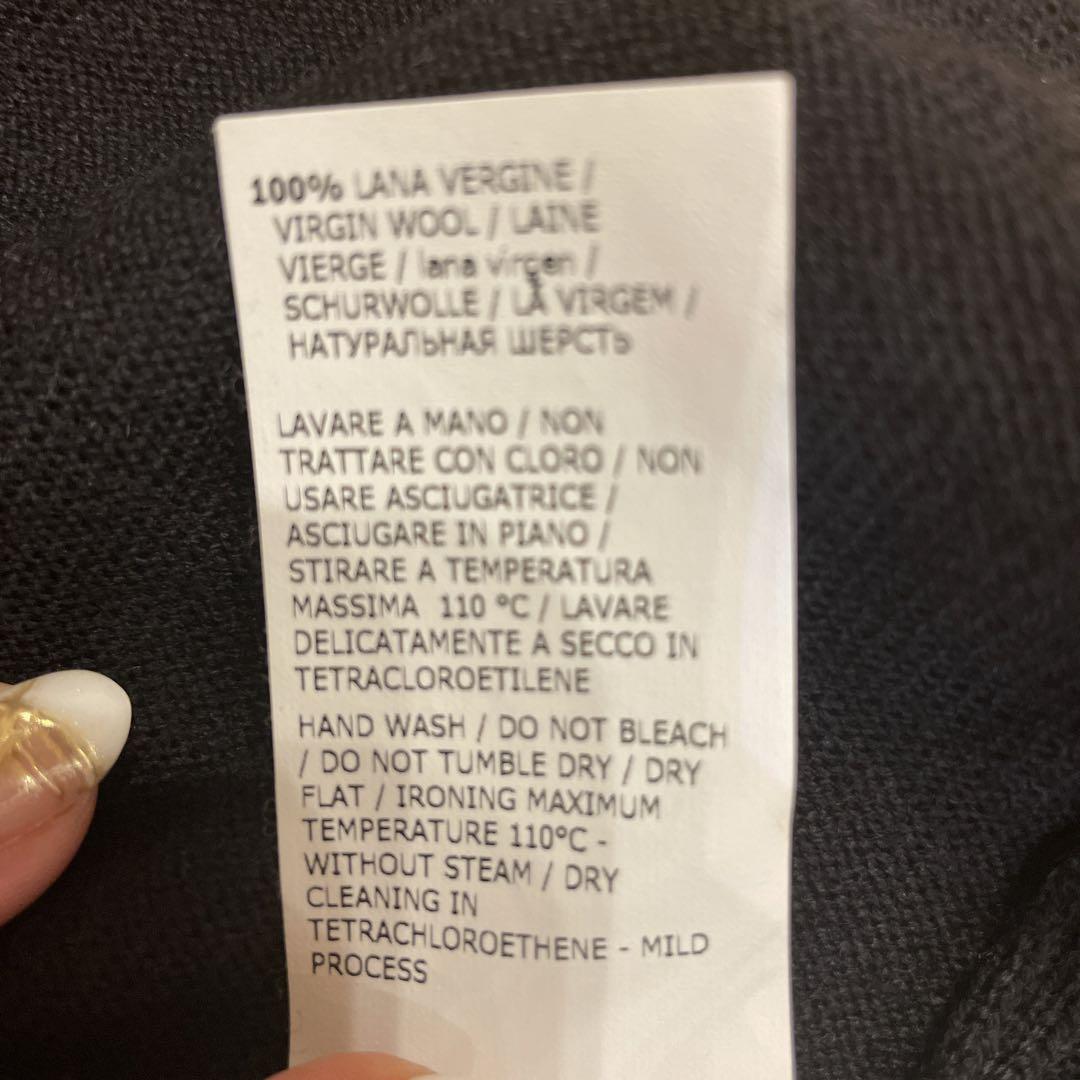 100% LANA VERGINE /
VIRGIN WOOL / LAINE
VIERGE / lana virgen /
SCHURWOLLE / LÃ VIRGEM /
НАТУРАЛЬНАЯ ШЕРСТЬ
LAVARE A MANO / NON
TRATTARE CON CLORO / NON
USARE ASCIUGATRICE /
ASCIUGARE IN PIANO /
STIRARE A TEMPERATURA
MASSIMA 110 °C / LAVARE
DELICATAMENTE A SECCO IN
TETRACLOROETILENE
HAND WASH / DO NOT BLEACH
/ DO NOT TUMBLE DRY / DRY
FLAT / IRONING MAXIMUM
TEMPERATURE 110°C -
WITHOUT STEAM / DRY
CLEANING IN
TETRACHLOROETHENE - MILD
PROCESS